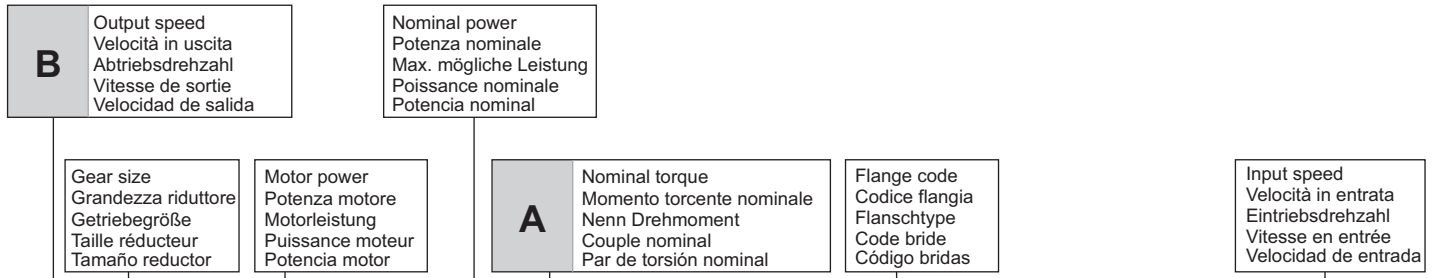 B
Output speed
Velocità in uscita
Abtriebsdrehzahl
Vitesse de sortie
Velocidad de salida
Nominal power
Potenza nominale
Max. mögliche Leistung
Poissance nominale
Potencia nominal
Gear size
Grandezza riduttore
Getriebegröße
Taille réducteur
Tamaño reductor
Motor power
Potenza motore
Motorleistung
Puissance moteur
Potencia motor
A
Nominal torque
Momento torcente nominale
Nenn Drehmoment
Couple nominal
Par de torsión nominal
Flange code
Codice flangia
Flanschtype
Code bride
Código bridas
Input speed
Velocità in entrata
Eintriebsdrehzahl
Vitesse en entrée
Velocidad de entrada